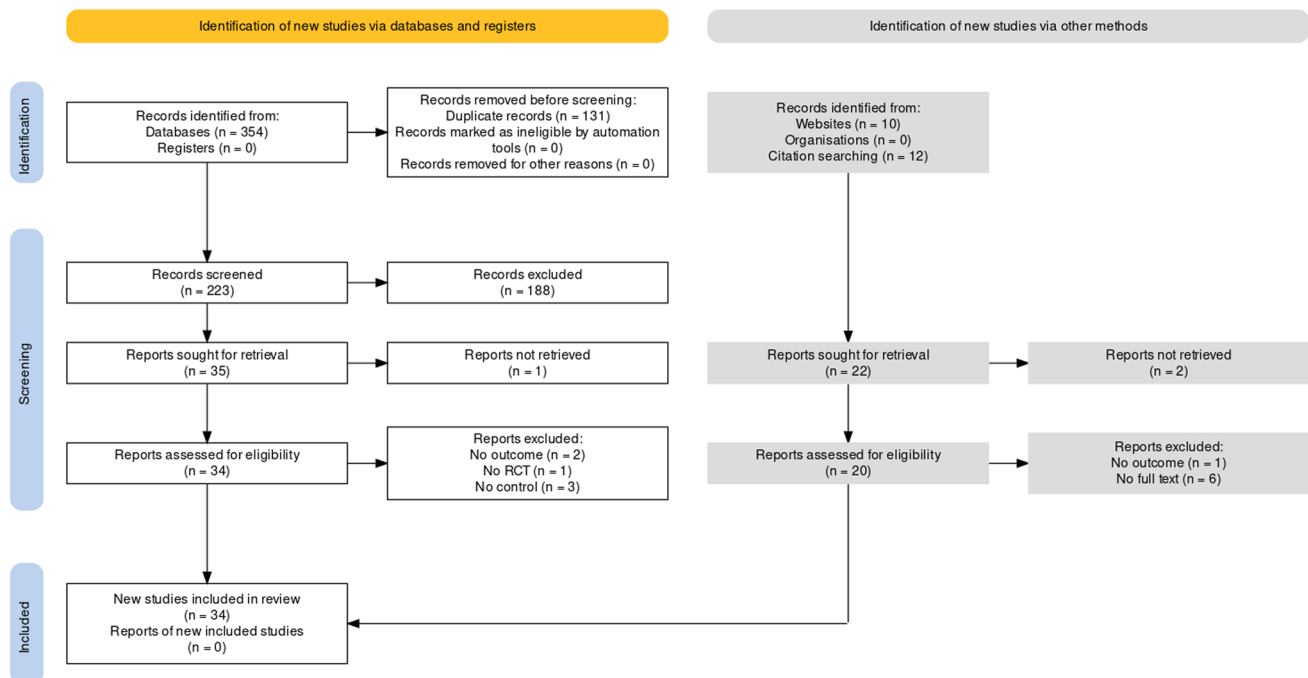 Identification of new studies via databases and registers
Identification of new studies via other methods
Identification
Records identified from:
Databases (n = 354)
Registers (n = 0)
Records removed before screening:
Duplicate records (n = 131)
Records marked as ineligible by automation
tools (n = 0)
Records removed for other reasons (n = 0)
Records identified from:
Websites (n = 10)
Organisations (n = 0)
Citation searching (n = 12)
Screening
Records screened
(n = 223)
Records excluded
(n = 188)
Reports sought for retrieval
(n = 35)
Reports not retrieved
(n = 1)
Reports sought for retrieval
(n = 22)
Reports not retrieved
(n = 2)
Reports assessed for eligibility
(n = 34)
Reports excluded:
No outcome (n = 2)
No RCT (n = 1)
No control (n = 3)
Reports assessed for eligibility
(n = 20)
Reports excluded:
No outcome (n = 1)
No full text (n = 6)
Included
New studies included in review
(n = 34)
Reports of new included studies
(n = 0)